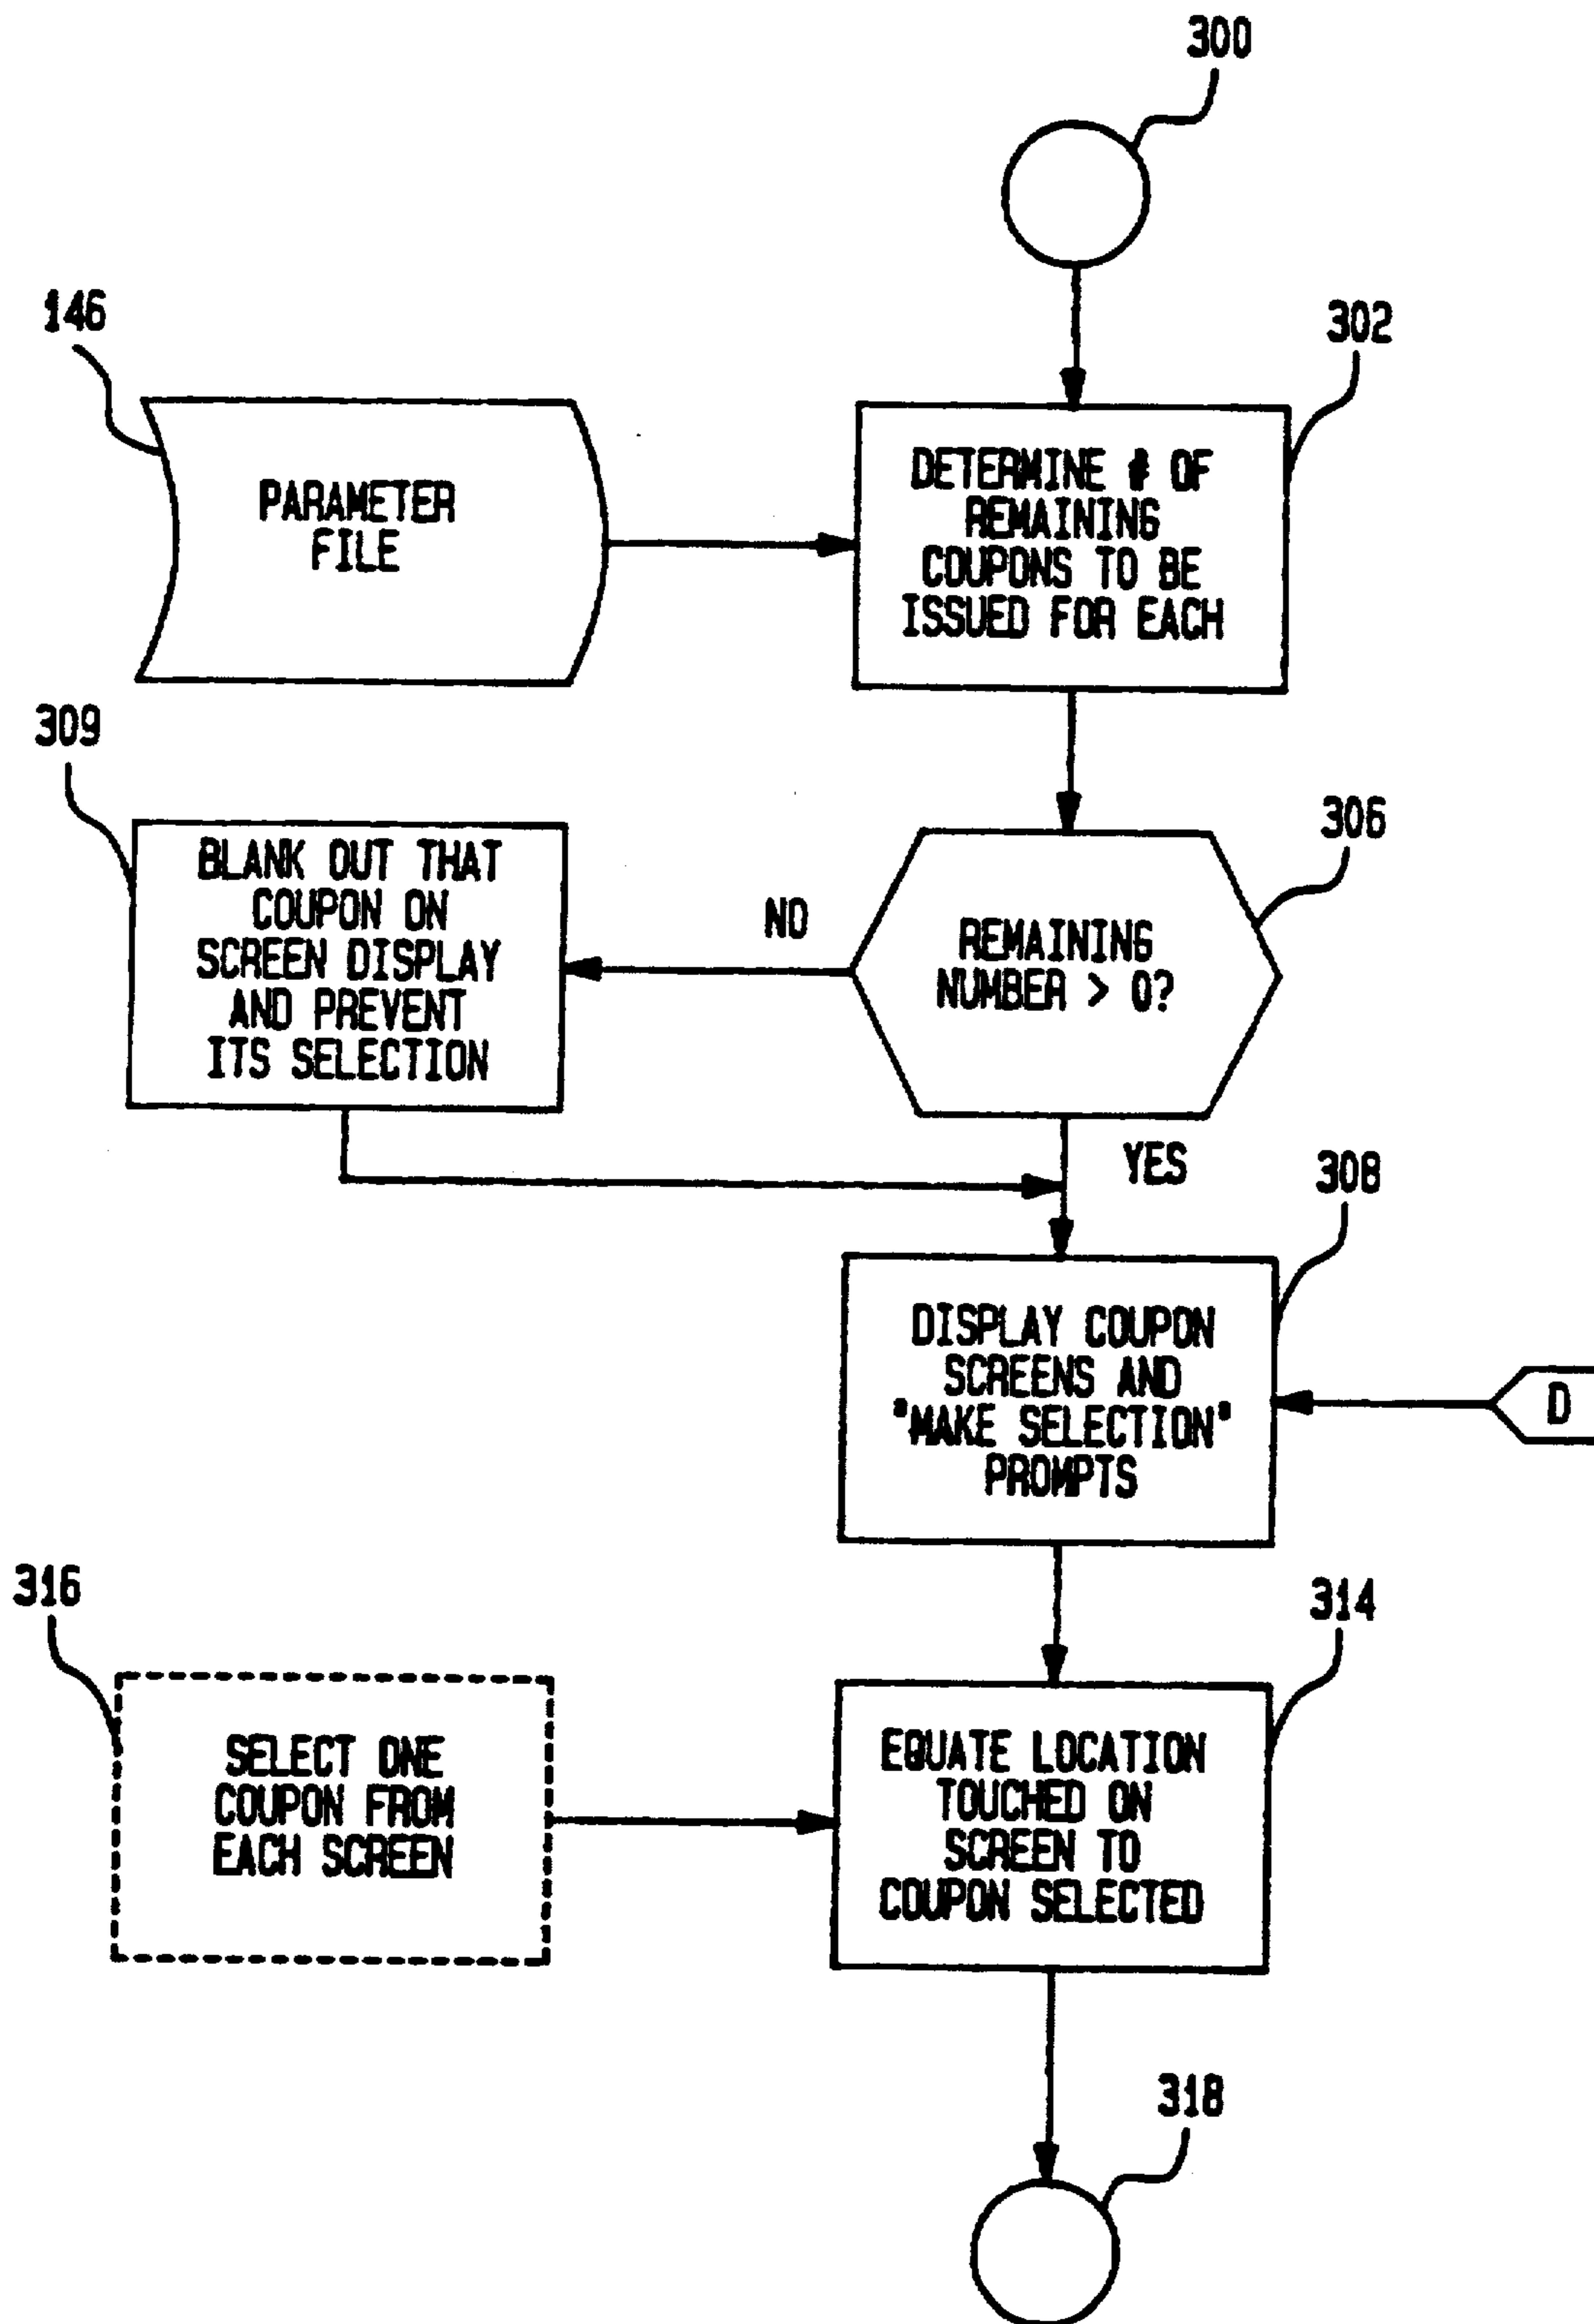 300
146
302
PARAMETER
FILE
DETERMINE # OF
REMAINING
COUPONS TO BE
ISSUED FOR EACH
309
306
BLANK OUT THAT
COUPON ON
SCREEN DISPLAY
AND PREVENT
ITS SELECTION
NO
REMAINING
NUMBER > 0?
YES
308
DISPLAY COUPON
SCREENS AND
"MAKE SELECTION"
PROMPTS
D
316
314
SELECT ONE
COUPON FROM
EACH SCREEN
EQUATE LOCATION
TOUCHED ON
SCREEN TO
COUPON SELECTED
318